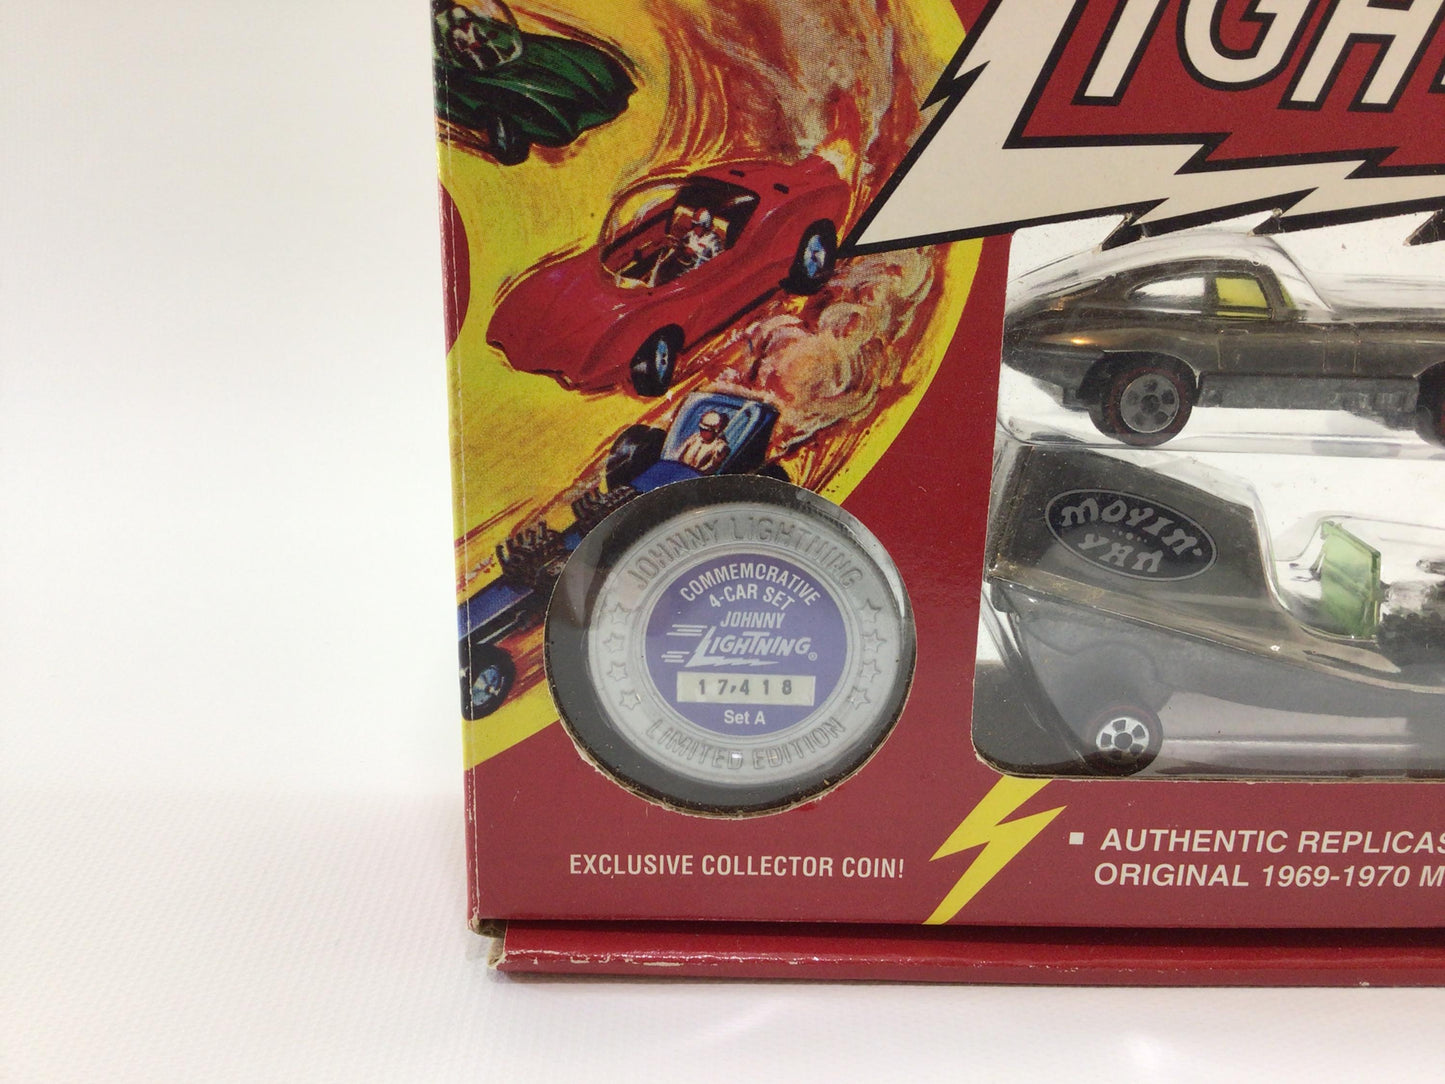 LIGH
JOHNNY LIGHTNING
COMMEMORATIVE
4-CAR SET
JOHNNY
LIGHTNING®
17,418
Set A
LIMITED EDITION
MOVIN'
VAN
EXCLUSIVE COLLECTOR COIN!
▪ AUTHENTIC REPLICAS
ORIGINAL 1969-1970 M